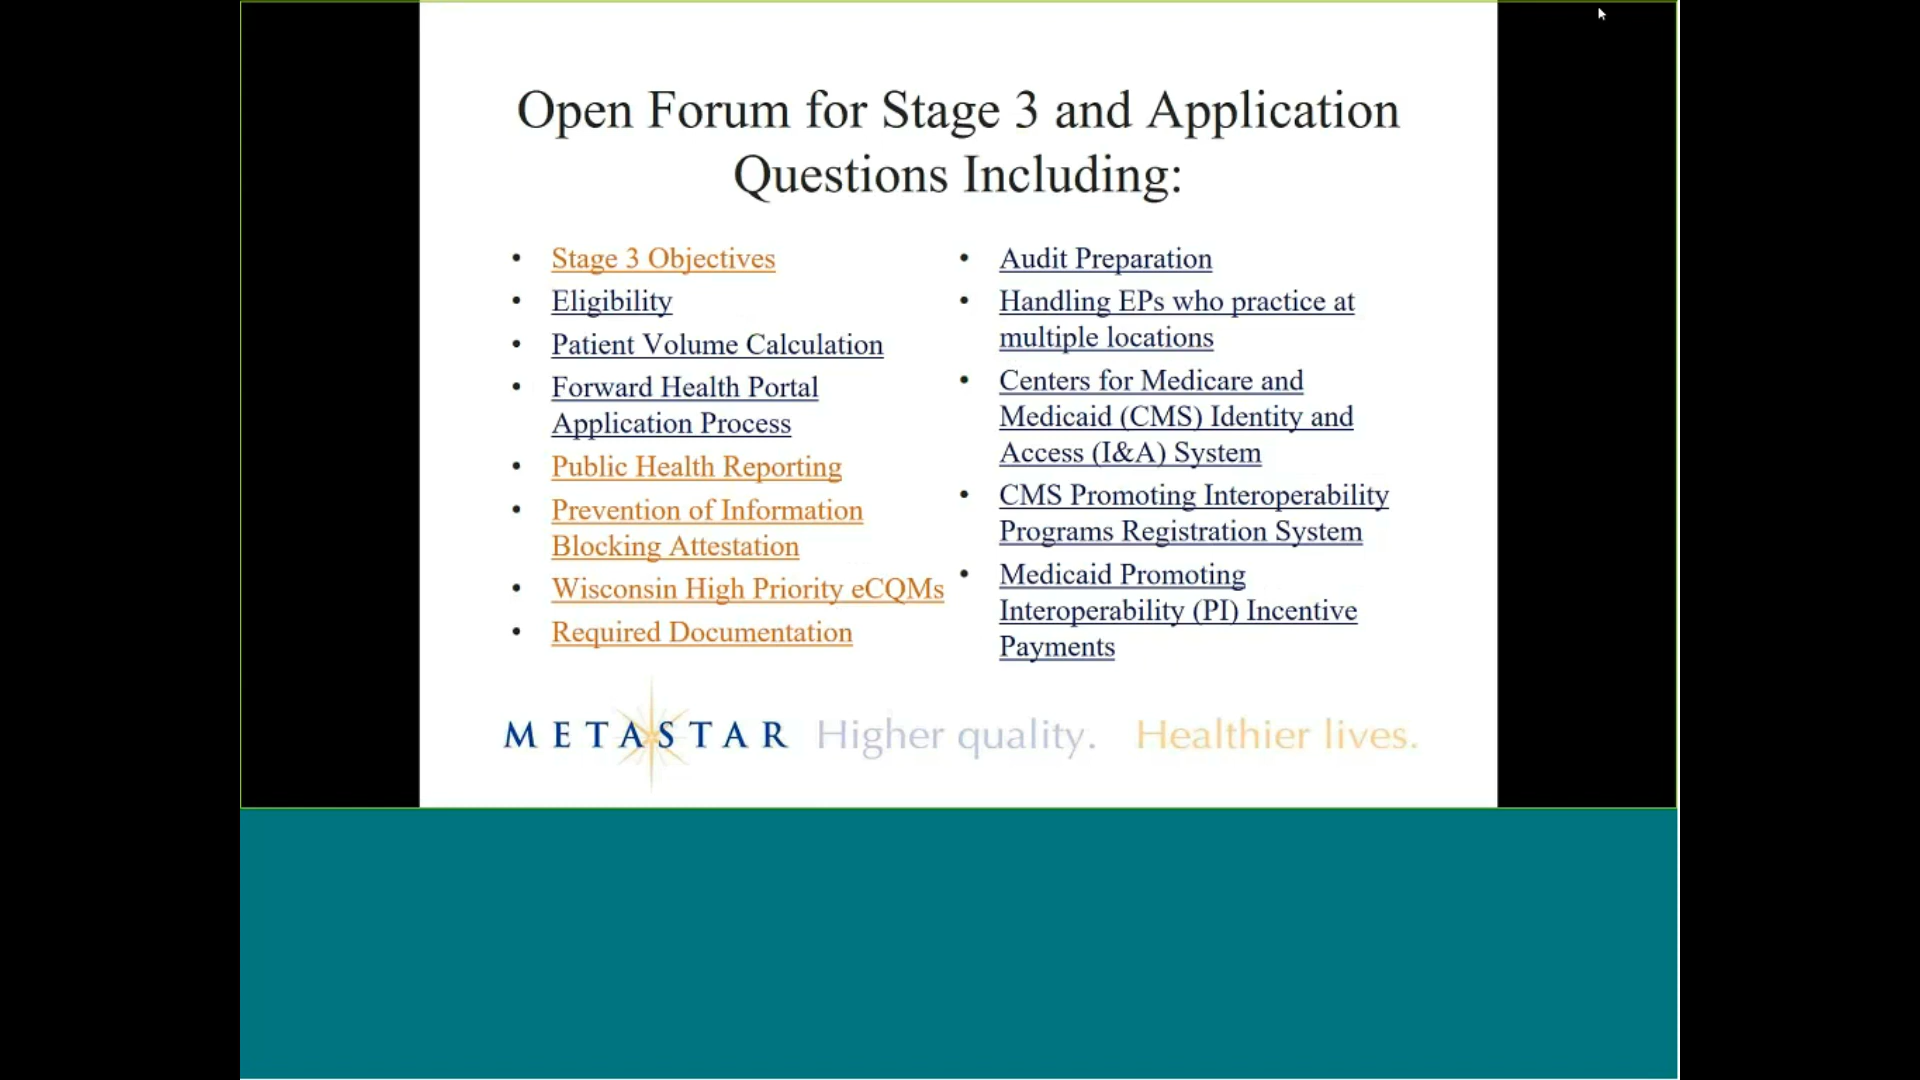 Open Forum for Stage 3 and Application
Questions Including:
• Stage 3 Objectives
• Eligibility
• Patient Volume Calculation
• Forward Health Portal
Application Process
• Public Health Reporting
• Prevention of Information
Blocking Attestation
• Wisconsin High Priority eCQMs
• Required Documentation
• Audit Preparation
• Handling EPs who practice at
multiple locations
• Centers for Medicare and
Medicaid (CMS) Identity and
Access (I&A) System
• CMS Promoting Interoperability
Programs Registration System
• Medicaid Promoting
Interoperability (PI) Incentive
Payments
METASTAR Higher quality. Healthier lives.